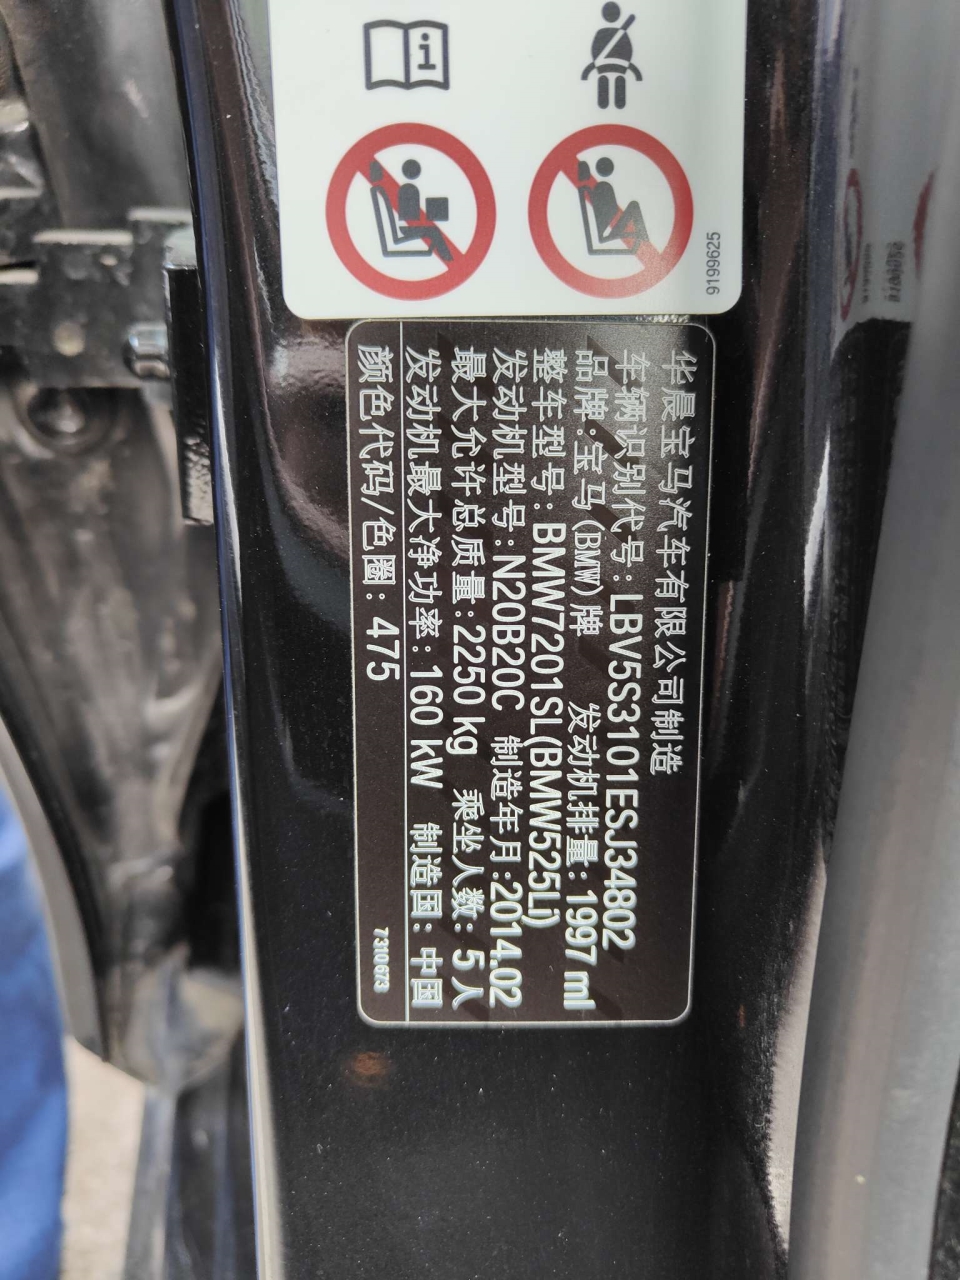 9199625
华晨宝马汽车有限公司制造
车辆识别代号: LBV5S3101ESJ34802
品牌: 宝马(BMW)牌 发动机排量: 1997 ml
整车型号: BMW7201SL(BMW525Li)
发动机型号: N20B20C 制造年月: 2014.02
最大允许总质量: 2250 kg 乘坐人数: 5人
发动机最大净功率: 160 kW 制造国: 中国
颜色代码/色圈: 475
7310673